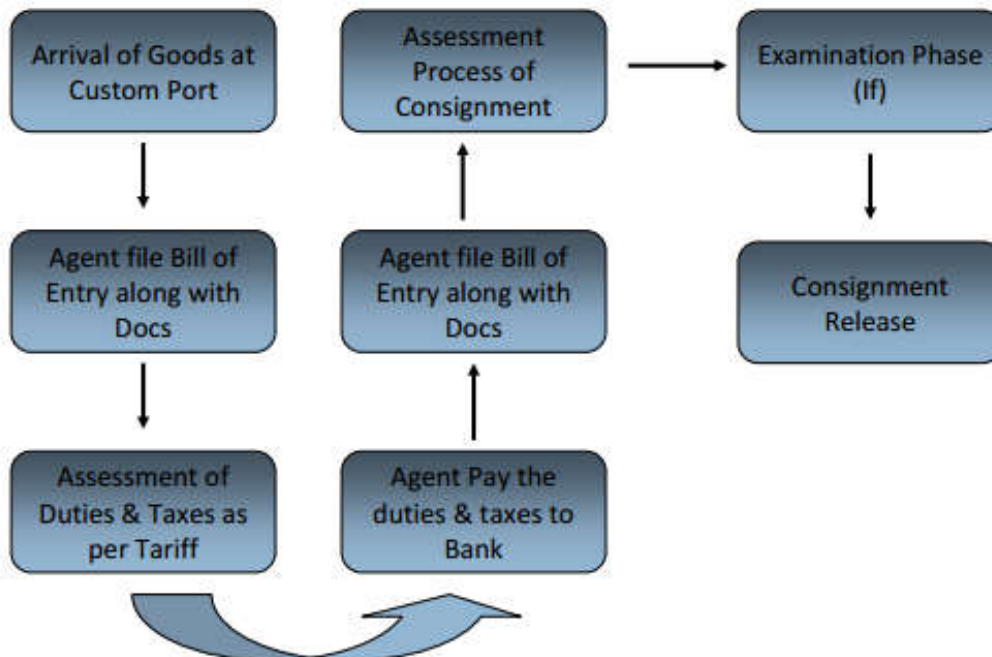 Arrival of Goods at
Custom Port
Agent file Bill of
Entry along with
Docs
Assessment of
Duties & Taxes as
per Tariff
Agent Pay the
duties & taxes to
Bank
Agent file Bill of
Entry along with
Docs
Assessment
Process of
Consignment
Examination Phase
(If)
Consignment
Release